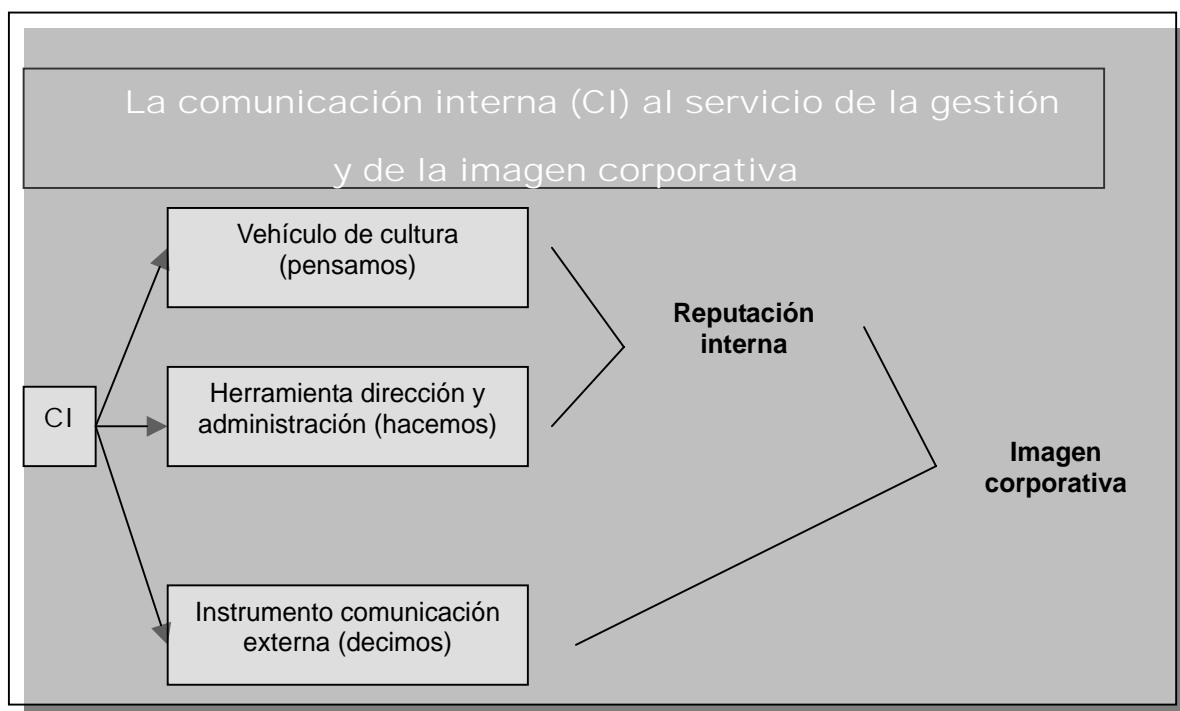 La comunicación interna (CI) al servicio de la gestión
y de la imagen corporativa
Vehículo de cultura
(pensamos)
Reputación
interna
CI
Herramienta dirección y
administración (hacemos)
Imagen
corporativa
Instrumento comunicación
externa (decimos)